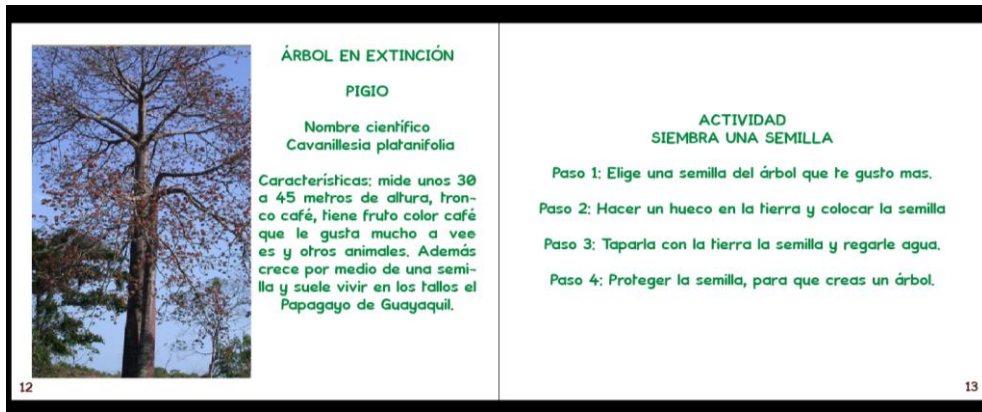 ÁRBOL EN EXTINCIÓN
PIGIO
Nombre científico
Cavanillesia platanifolia
Características: mide unos 30
a 45 metros de altura, tron-
co café, tiene fruto color café
que le gusta mucho a vee
es y otros animales. Además
crece por medio de una semi-
lla y suele vivir en los tallos el
Papagayo de Guayaquil.
12
ACTIVIDAD
SIEMBRA UNA SEMILLA
Paso 1: Elige una semilla del árbol que te gusto mas.
Paso 2: Hacer un hueco en la tierra y colocar la semilla
Paso 3: Taparla con la tierra la semilla y regarle agua.
Paso 4: Proteger la semilla, para que creas un árbol.
13